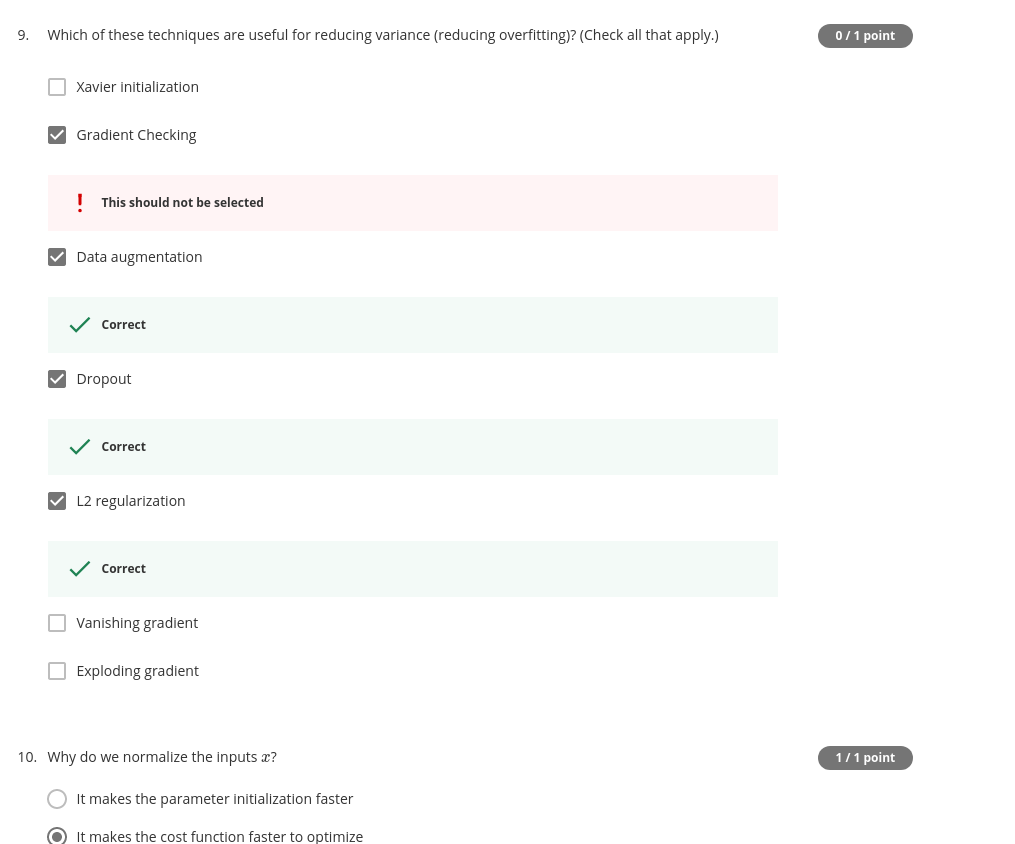 9. Which of these techniques are useful for reducing variance (reducing overfitting)? (Check all that apply.)
0 / 1 point
Xavier initialization
Gradient Checking
! This should not be selected
Data augmentation
Correct
Dropout
Correct
L2 regularization
Correct
Vanishing gradient
Exploding gradient
10. Why do we normalize the inputs x?
1 / 1 point
It makes the parameter initialization faster
It makes the cost function faster to optimize